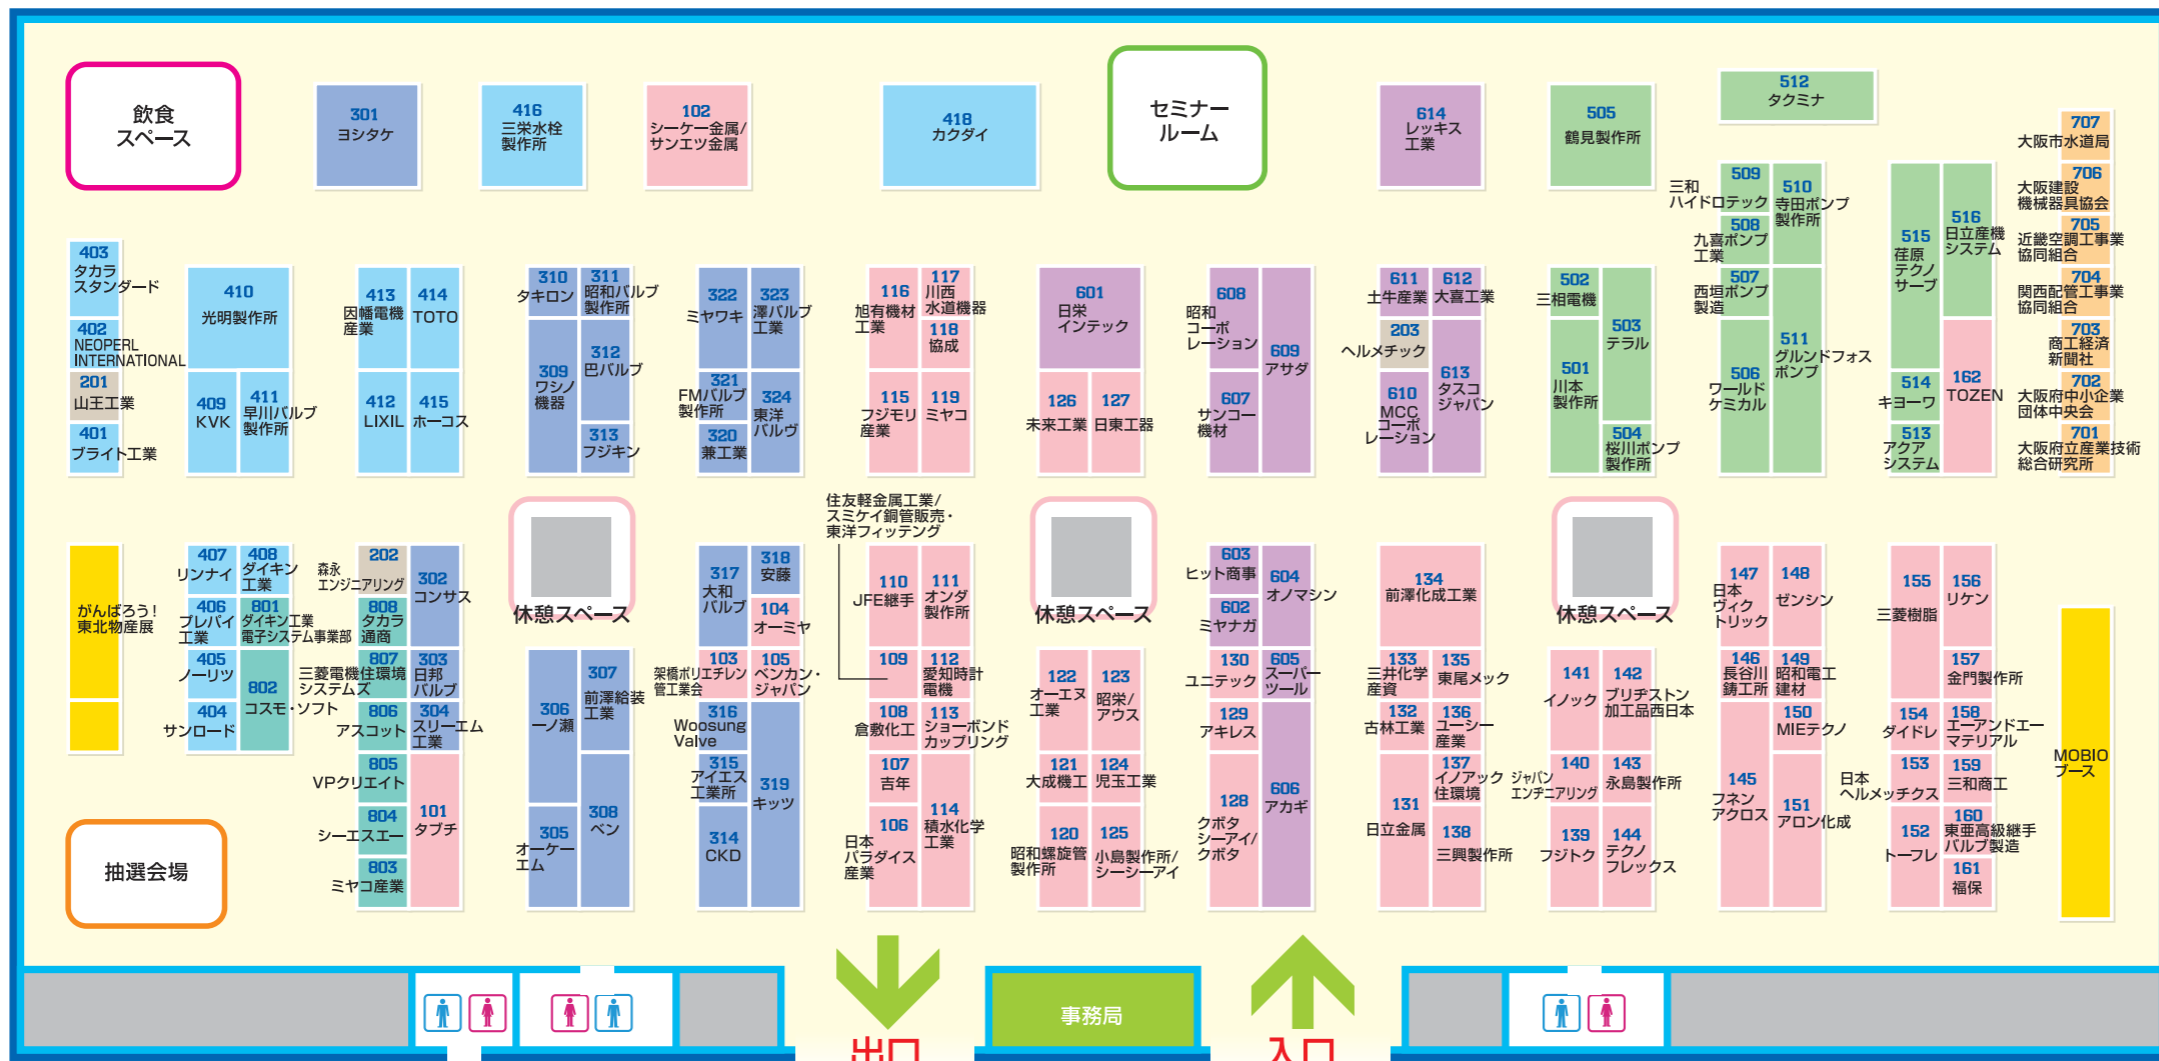 飲食
スペース
301
ヨシタケ
416
三栄水栓
製作所
102
シーケー金属/
サンエツ金属
418
カクダイ
セミナー
ルーム
614
レッキス
工業
505
鶴見製作所
512
タクミナ
707
大阪市水道局
706
大阪建設
機械器具協会
705
近畿空調工事業
協同組合
704
関西配管工事業
協同組合
703
商工経済
新聞社
702
大阪府中小企業
団体中央会
701
大阪府立産業技術
総合研究所
403
タカラ
スタンダード
402
NEOPERL
INTERNATIONAL
201
山王工業
401
ブライト工業
410
光明製作所
409
KVK
411
早川バルブ
製作所
413
因幡電機
産業
414
TOTO
412
LIXIL
415
ホーコス
310
タキロン
311
昭和バルブ
製作所
309
ワシノ
機器
312
巴バルブ
313
フジキン
322
ミヤワキ
323
澤バルブ
工業
321
FMバルブ
製作所
324
東洋
バルヴ
320
兼工業
116
旭有機材
工業
117
川西
水道機器
118
協成
115
フジモリ
産業
119
ミヤコ
601
日栄
インテック
126
未来工業
127
日東工器
608
昭和
コーポ
レーション
609
アサダ
607
サンコー
機材
611
土牛産業
612
大喜工業
203
ヘルメチック
613
タスコ
ジャパン
610
MCC
コーポ
レーション
502
三相電機
503
テラル
501
川本
製作所
504
桜川ポンプ
製作所
509
三和
ハイドロテック
510
寺田ポンプ
製作所
508
九喜ポンプ
工業
507
西垣ポンプ
製造
511
グルンドフォス
ポンプ
506
ワールド
ケミカル
515
荏原
テクノ
サーブ
516
日立産機
システム
514
キヨーワ
162
TOZEN
513
アクア
システム
がんばろう!
東北物産展
407
リンナイ
408
ダイキン
工業
406
プレパイ
工業
801
ダイキン工業
電子システム事業部
405
ノーリツ
802
コスモ・ソフト
404
サンロード
202
森永
エンジニアリング
302
コンサス
808
タカラ
通商
807
三菱電機住環境
システムズ
303
日邦
バルブ
806
アスコット
304
スリーエム
工業
805
VPクリエイト
804
シーエスエー
101
タブチ
803
ミヤコ産業
休憩スペース
306
一ノ瀬
307
前澤給装
工業
305
オーケー
エム
308
ベン
317
大和
バルブ
318
安藤
104
オーミヤ
103
架橋ポリエチレン
管工業会
105
ベンカン・
ジャパン
316
Woosung
Valve
315
アイエス
工業所
319
キッツ
314
CKD
住友軽金属工業/
スミケイ銅管販売・
東洋フィッテング
110
JFE継手
111
オンダ
製作所
109
112
愛知時計
電機
108
倉敷化工
113
ショーボンド
カップリング
107
吉年
114
積水化学
工業
106
日本
パラダイス
産業
休憩スペース
122
オーエヌ
工業
123
昭栄/
アウス
121
大成機工
124
児玉工業
120
昭和螺旋管
製作所
125
小島製作所/
シーシーアイ
603
ヒット商事
604
オノマシン
602
ミヤナガ
130
ユニテック
605
スーパー
ツール
129
アキレス
128
クボタ
シーアイ/
クボタ
606
アカギ
134
前澤化成工業
133
三井化学
産資
135
東尾メック
132
古林工業
136
ユーシー
産業
137
イノアック
住環境
131
日立金属
138
三興製作所
休憩スペース
141
イノック
142
ブリヂストン
加工品西日本
140
ジャパン
エンヂニアリング
143
永島製作所
139
フジトク
144
テクノ
フレックス
147
日本
ヴィク
トリック
148
ゼンシン
146
長谷川
鋳工所
149
昭和電工
建材
150
MIEテクノ
145
フネン
アクロス
151
アロン化成
155
三菱樹脂
156
リケン
157
金門製作所
154
ダイドレ
158
エーアンドエー
マテリアル
153
日本
ヘルメッチクス
159
三和商工
152
トーフレ
160
東亜高級継手
バルブ製造
161
福保
MOBIO
ブース
抽選会場
出口
事務局
入口